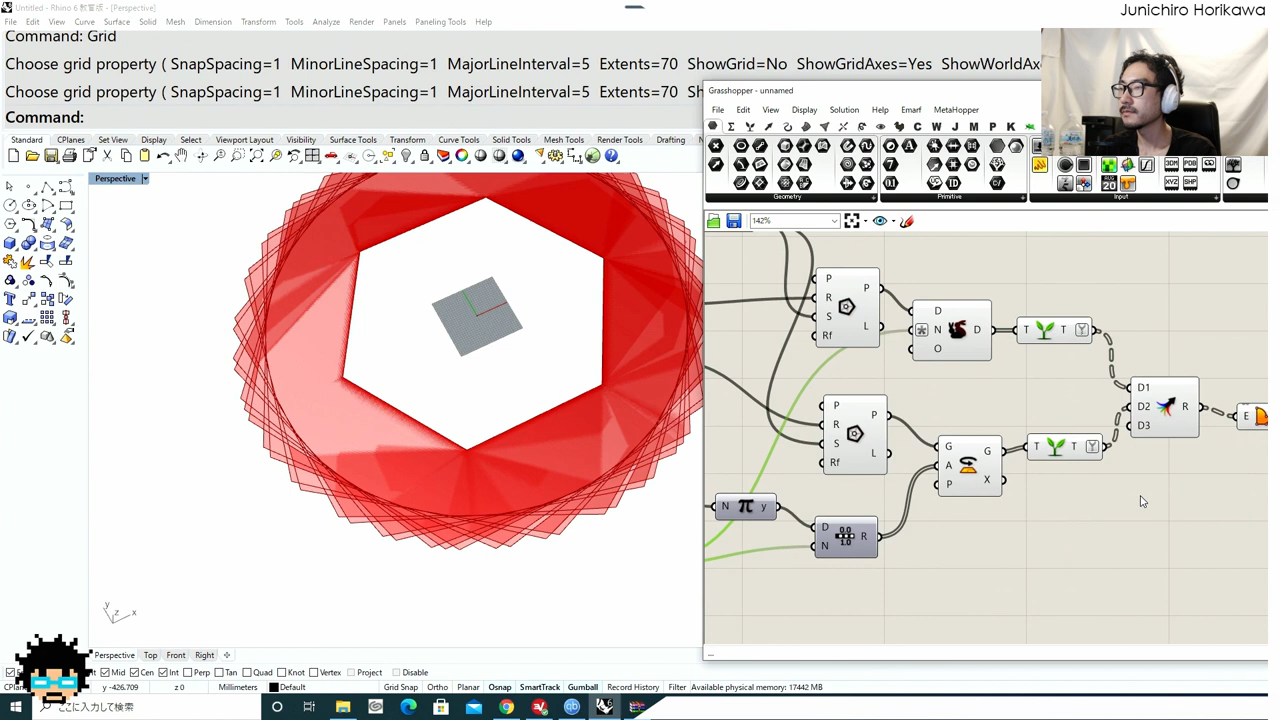 Untitled - Rhino 6 教育版 - [Perspective]
Junichiro Horikawa
File Edit View Curve Surface Solid Mesh Dimension Transform Tools Analyze Render Panels Paneling Tools Help
Command: Grid
Choose grid property ( SnapSpacing=1 MinorLineSpacing=1 MajorLineInterval=5 Extents=70 ShowGrid=No ShowGridAxes=Yes ShowWorldAxe
Choose grid property ( SnapSpacing=1 MinorLineSpacing=1 MajorLineInterval=5 Extents=70 Sh
Command:
Standard CPlanes Set View Display Select Viewport Layout Visibility Surface Tools Transform Curve Tools Solid Tools Mesh Tools Render Tools Drafting
Perspective
Grasshopper - unnamed
File Edit View Display Solution Help Emarf MetaHopper
C W J M P K
Geometry Primitive Input
142%
P
R
S
Rf
P
L
D
N
O
D
T T
D1
D2
D3
R
E
P
R
S
Rf
P
L
G
A
P
G
X
T T
N π y
D
N
0.0
1.0
R
y
z x
Perspective Top Front Right
Mid Cen Int Perp Tan Quad Knot Vertex Project Disable
CPla y -426.709 z 0 Millimeters Default Grid Snap Ortho Planar Osnap SmartTrack Gumball Record History Filter Available physical memory: 17442 MB
ここに入力して検索